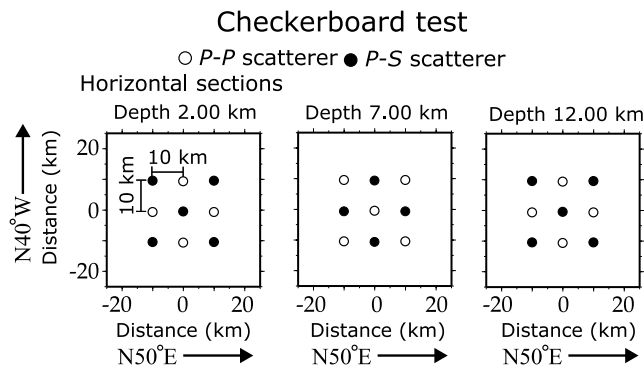 Checkerboard test
P-P scatterer P-S scatterer
Horizontal sections
Depth 2.00 km Depth 7.00 km Depth 12.00 km
N40°W
Distance (km)
20
0
-20
10 km
10 km
-20 0 20 -20 0 20 -20 0 20
Distance (km) Distance (km) Distance (km)
N50°E N50°E N50°E